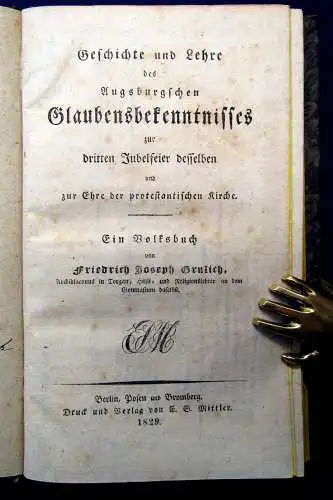 Geschichte und Lehre
des
Augsburgschen
Glaubensbekenntnisses
zur
dritten Jubelfeier desselben
und
zur Ehre der protestantischen Kirche.
Ein Volksbuch
von
Friedrich Joseph Grulich,
Archidiaconus in Torgau, Hülfs- und Religionslehrer an dem
Gymnasium daselbst.
Berlin, Posen und Bromberg.
Druck und Verlag von E. S. Mittler.
1829.